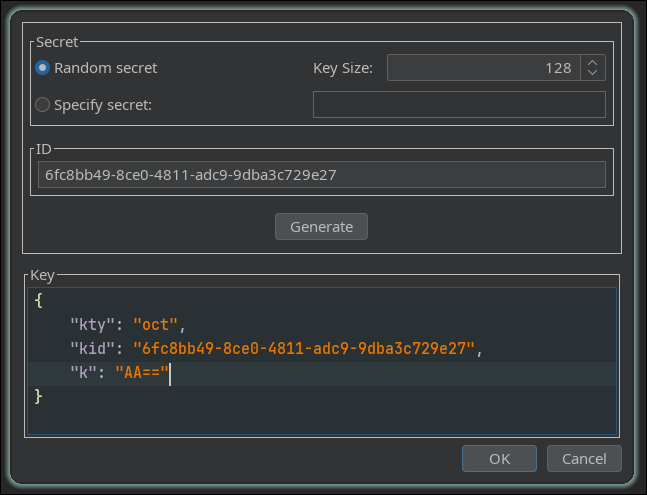 Secret
Random secret
Key Size:
128
Specify secret:
ID
6fc8bb49-8ce0-4811-adc9-9dba3c729e27
Generate
Key
{
    "kty": "oct",
    "kid": "6fc8bb49-8ce0-4811-adc9-9dba3c729e27",
    "k": "AA=="
}
OK
Cancel